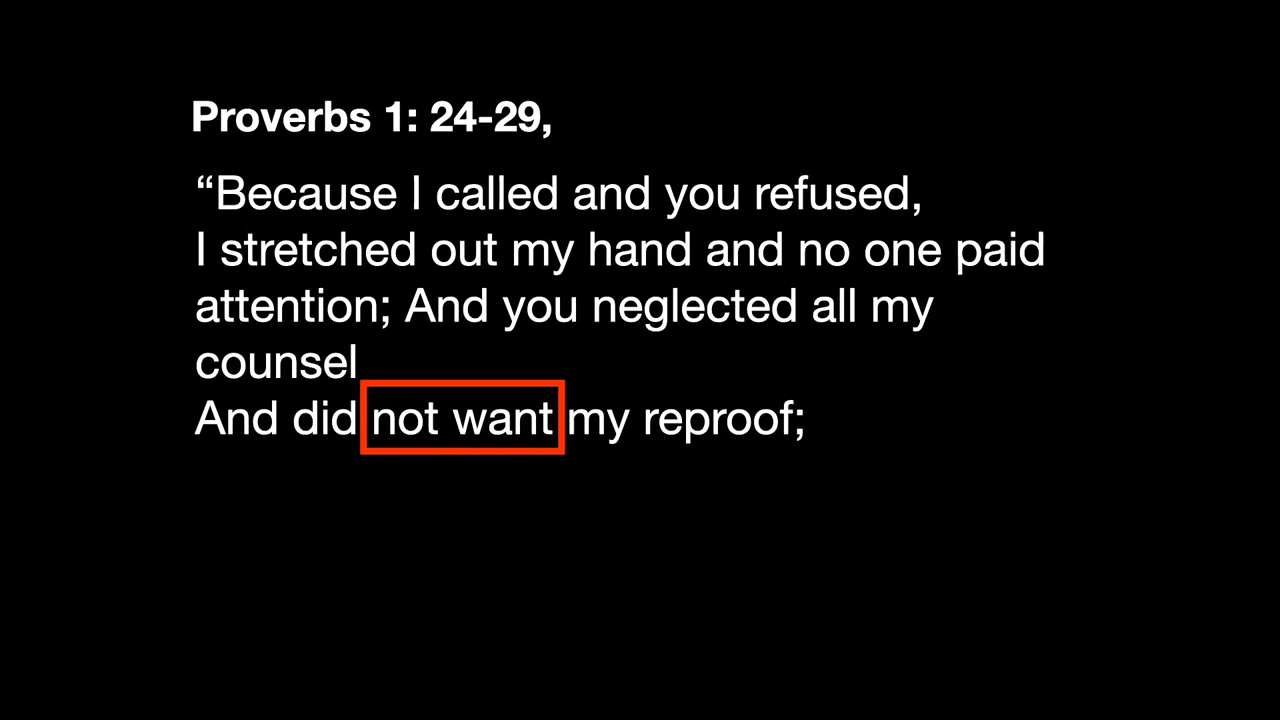 Proverbs 1: 24-29,
“Because I called and you refused,
I stretched out my hand and no one paid
attention; And you neglected all my
counsel
And did not want my reproof;